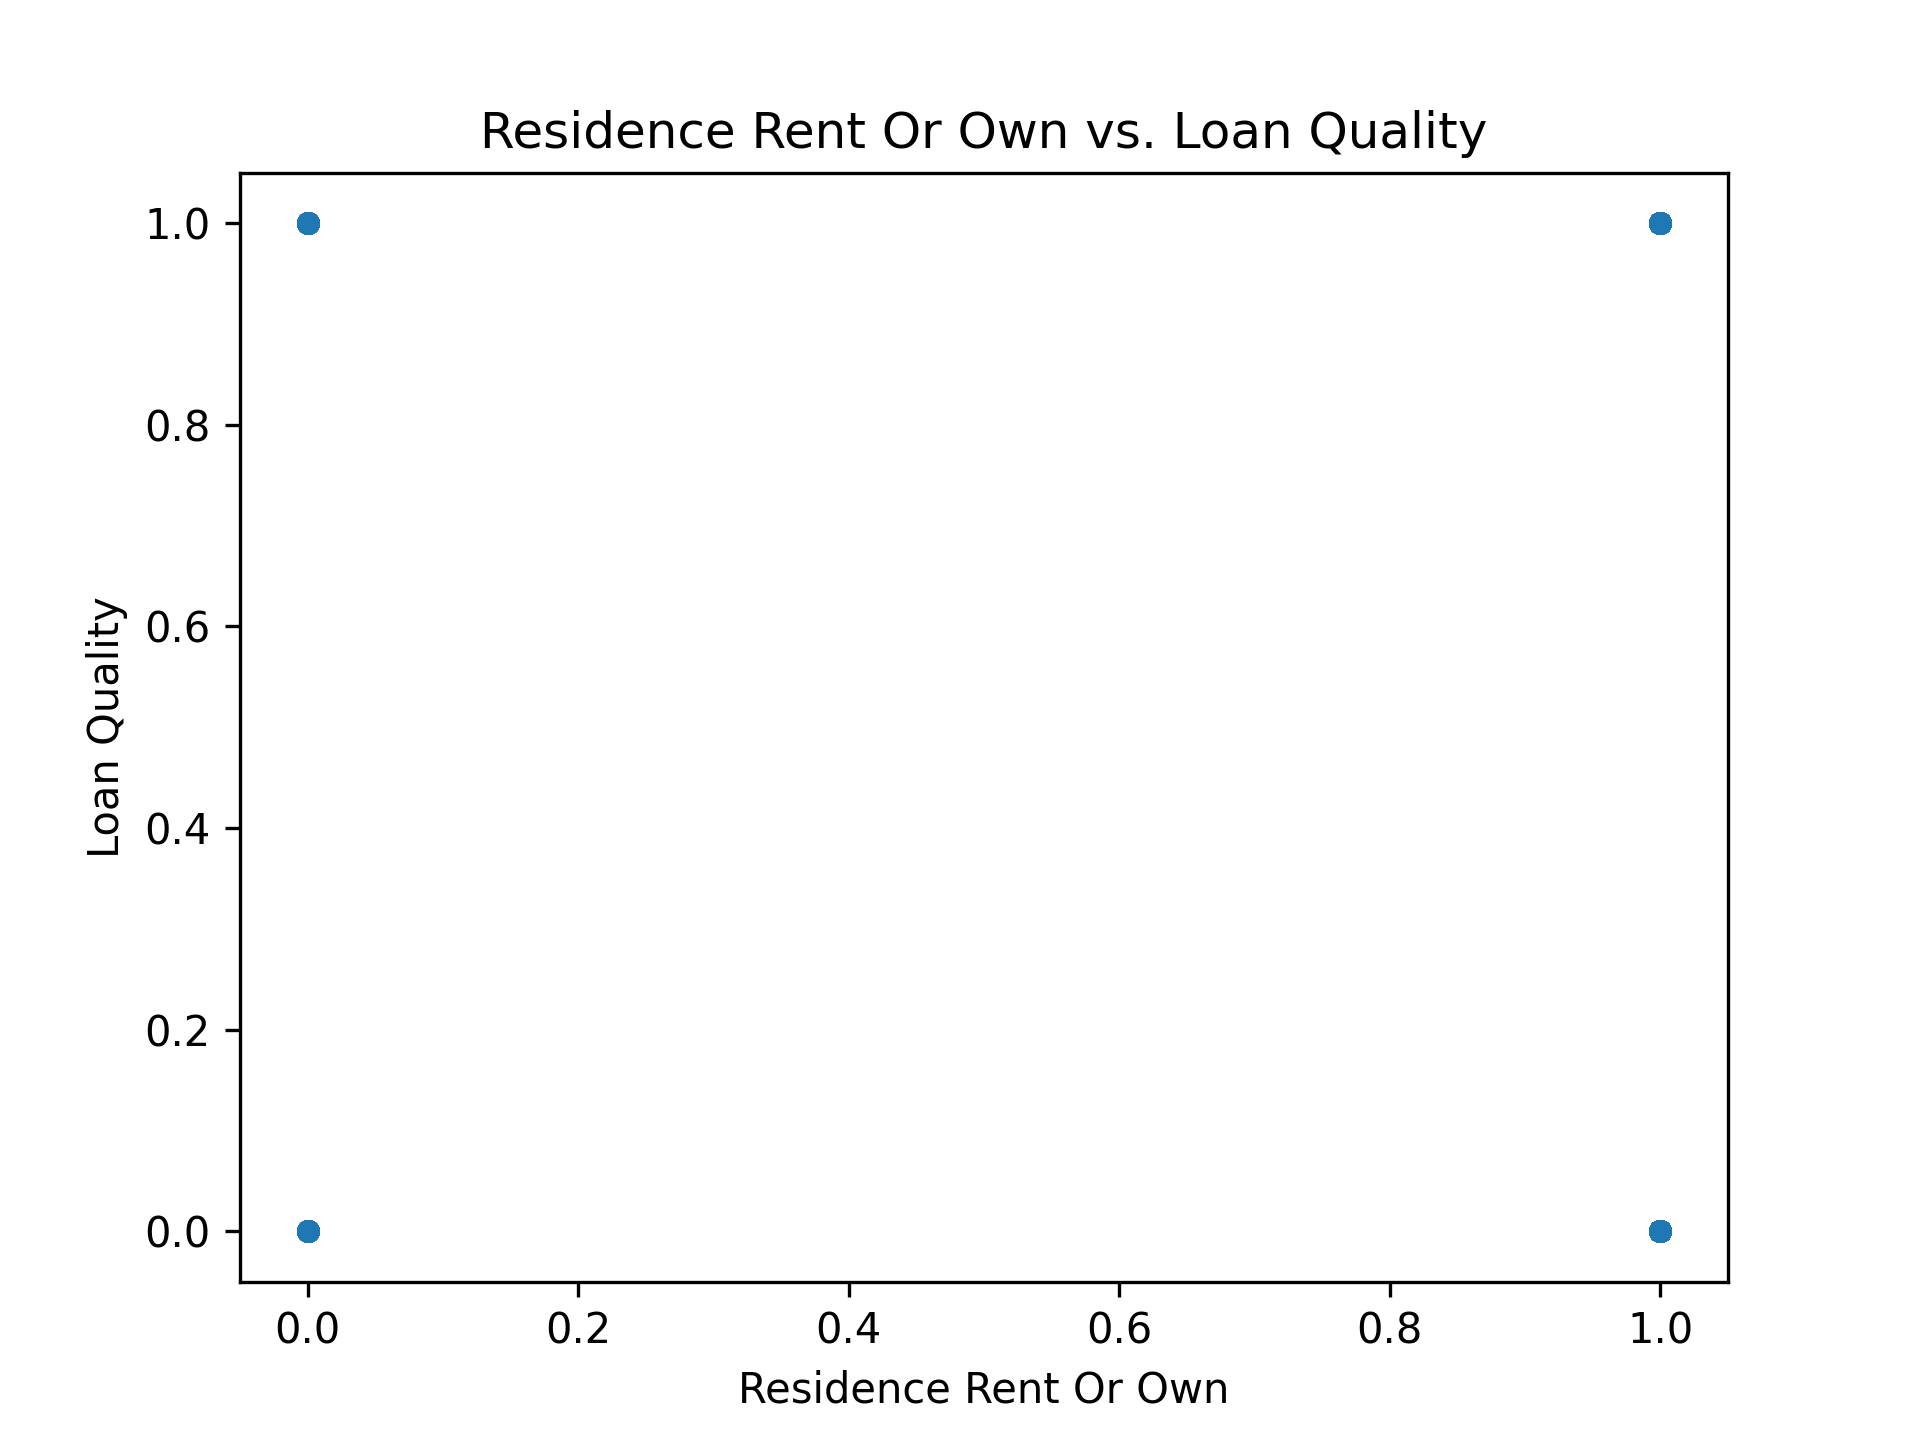 Residence Rent Or Own vs. Loan Quality
1.0
0.8
0.6
0.4
0.2
0.0
Loan Quality
0.0 0.2 0.4 0.6 0.8 1.0
Residence Rent Or Own